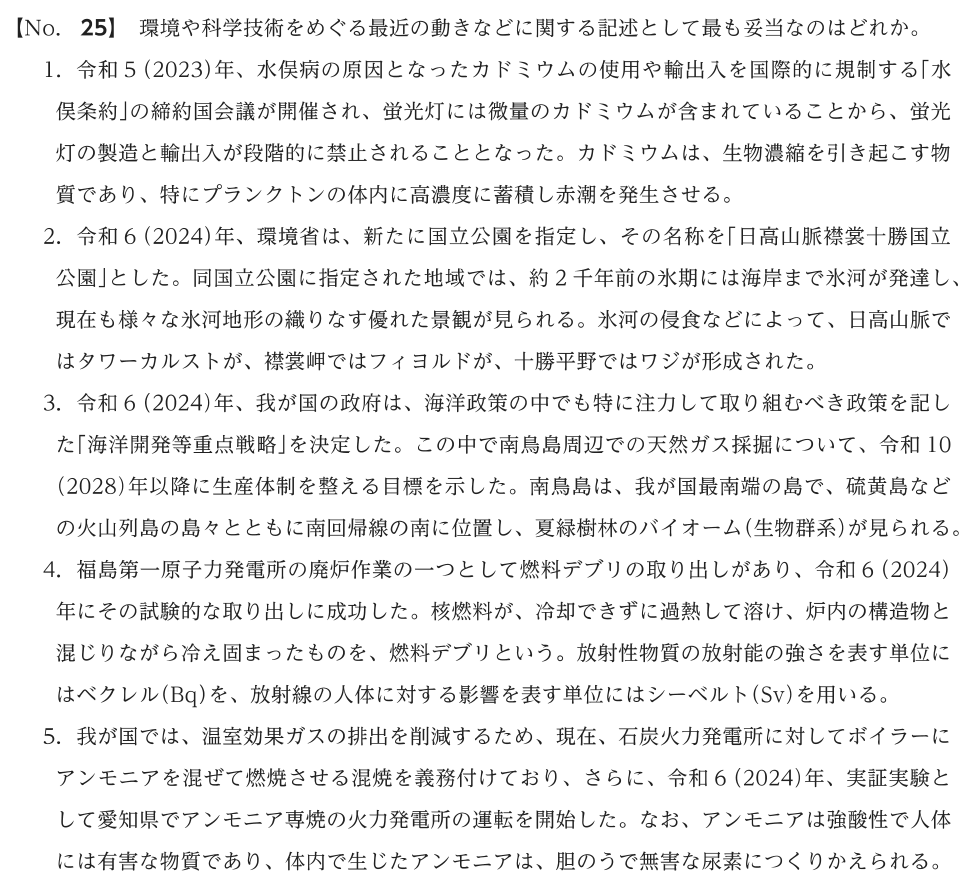 【No. 25】 環境や科学技術をめぐる最近の動きなどに関する記述として最も妥当なのはどれか。
1. 令和5(2023)年、水俣病の原因となったカドミウムの使用や輸出入を国際的に規制する「水
俣条約」の締約国会議が開催され、蛍光灯には微量のカドミウムが含まれていることから、蛍光
灯の製造と輸出入が段階的に禁止されることとなった。カドミウムは、生物濃縮を引き起こす物
質であり、特にプランクトンの体内に高濃度に蓄積し赤潮を発生させる。
2. 令和6(2024)年、環境省は、新たに国立公園を指定し、その名称を「日高山脈襟裳十勝国立
公園」とした。同国立公園に指定された地域では、約2千年前の氷期には海岸まで氷河が発達し、
現在も様々な氷河地形の織りなす優れた景観が見られる。氷河の侵食などによって、日高山脈で
はタワーカルストが、襟裳岬ではフィヨルドが、十勝平野ではワジが形成された。
3. 令和6(2024)年、我が国の政府は、海洋政策の中でも特に注力して取り組むべき政策を記し
た「海洋開発等重点戦略」を決定した。この中で南鳥島周辺での天然ガス採掘について、令和10
(2028)年以降に生産体制を整える目標を示した。南鳥島は、我が国最南端の島で、硫黄島など
の火山列島の島々とともに南回帰線の南に位置し、夏緑樹林のバイオーム(生物群系)が見られる。
4. 福島第一原子力発電所の廃炉作業の一つとして燃料デブリの取り出しがあり、令和6(2024)
年にその試験的な取り出しに成功した。核燃料が、冷却できずに過熱して溶け、炉内の構造物と
混じりながら冷え固まったものを、燃料デブリという。放射性物質の放射能の強さを表す単位に
はベクレル(Bq)を、放射線の人体に対する影響を表す単位にはシーベルト(Sv)を用いる。
5. 我が国では、温室効果ガスの排出を削減するため、現在、石炭火力発電所に対してボイラーに
アンモニアを混ぜて燃焼させる混焼を義務付けており、さらに、令和6(2024)年、実証実験と
して愛知県でアンモニア専焼の火力発電所の運転を開始した。なお、アンモニアは強酸性で人体
には有害な物質であり、体内で生じたアンモニアは、胆のうで無害な尿素につくりかえられる。